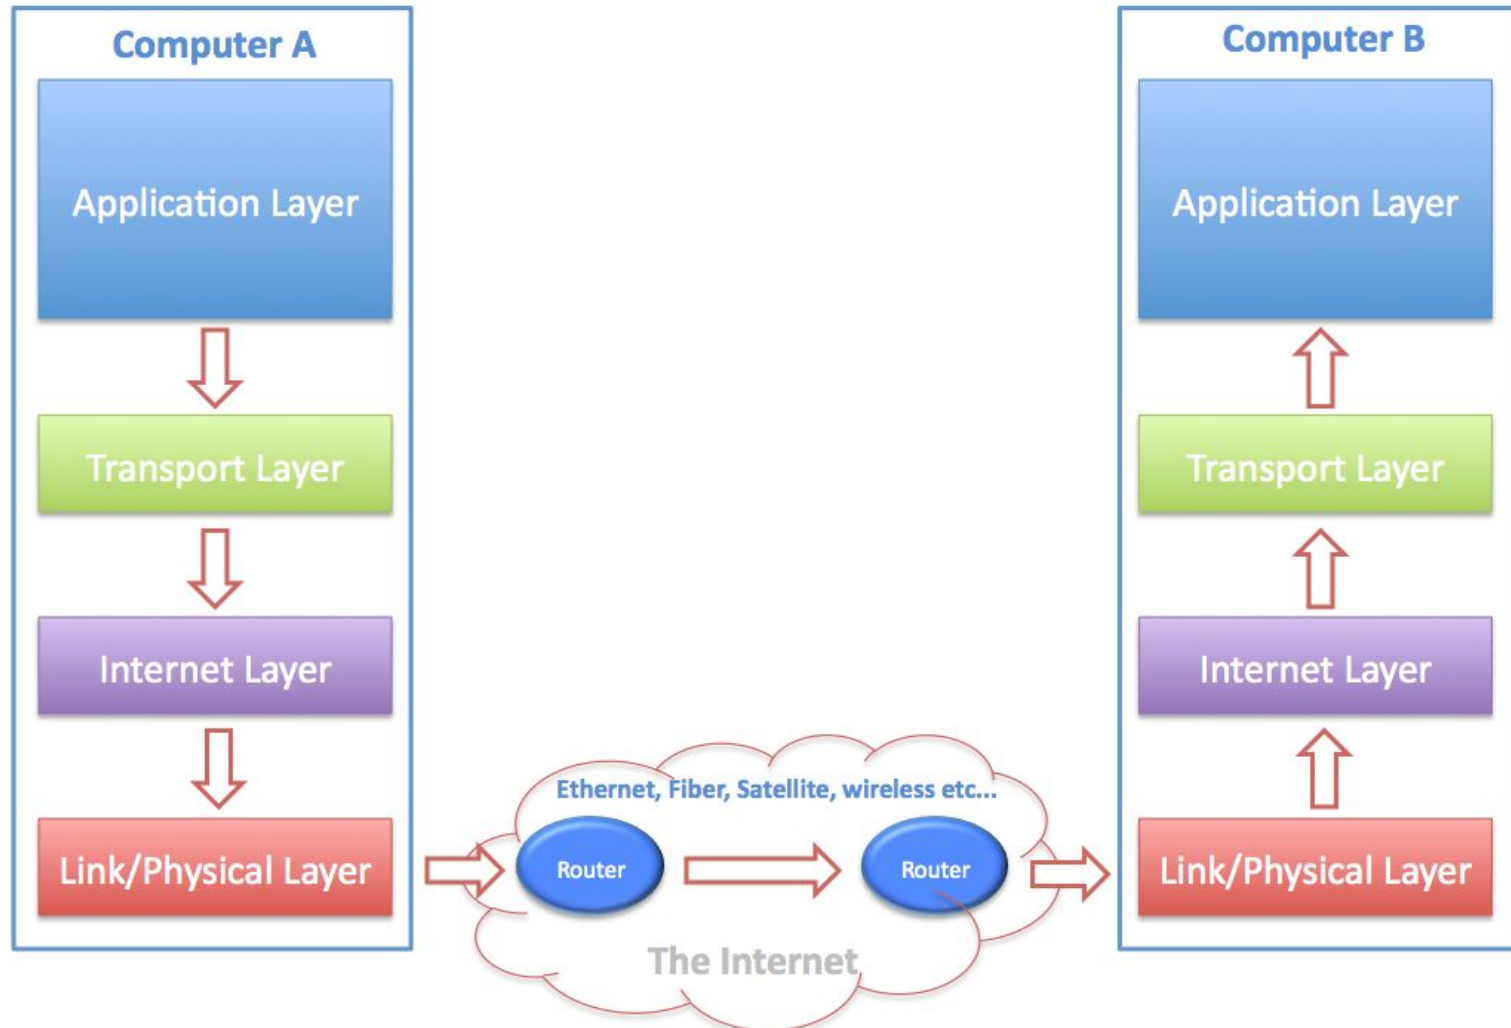 Computer A
Application Layer
Transport Layer
Internet Layer
Link/Physical Layer
Ethernet, Fiber, Satellite, wireless etc...
Router
Router
The Internet
Computer B
Application Layer
Transport Layer
Internet Layer
Link/Physical Layer